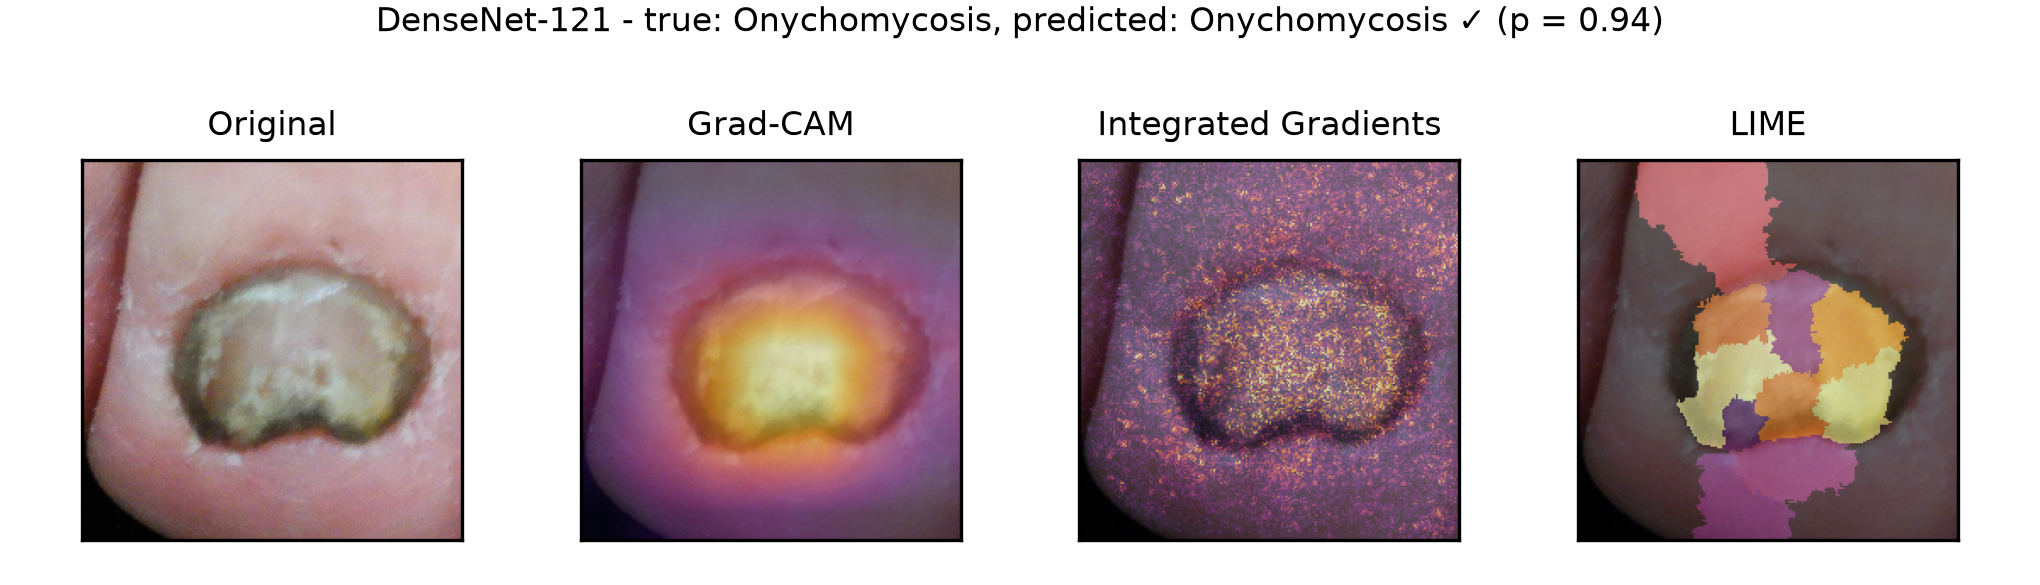 DenseNet-121 - true: Onychomycosis, predicted: Onychomycosis ✓ (p = 0.94)
Original
Grad-CAM
Integrated Gradients
LIME